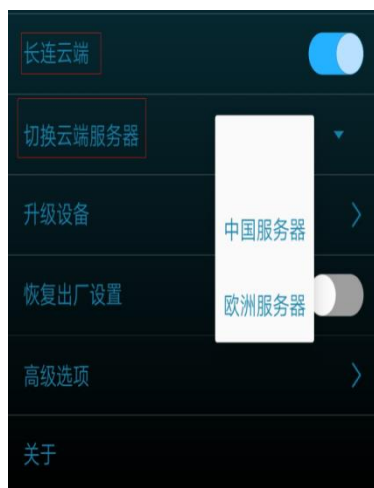 长连云端
切换云端服务器
升级设备
中国服务器
恢复出厂设置
欧洲服务器
高级选项
关于